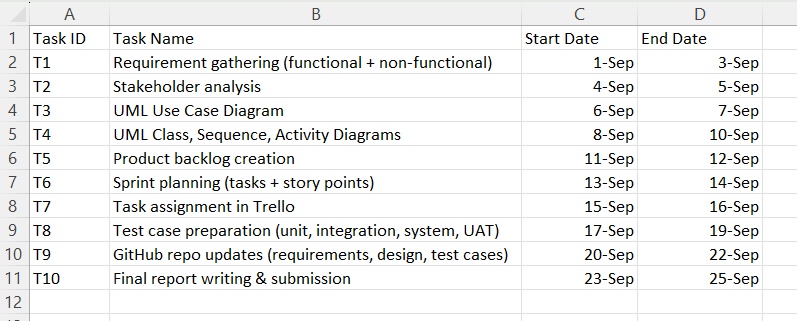 A B C D
1 Task ID Task Name Start Date End Date
2 T1 Requirement gathering (functional + non-functional) 1-Sep 3-Sep
3 T2 Stakeholder analysis 4-Sep 5-Sep
4 T3 UML Use Case Diagram 6-Sep 7-Sep
5 T4 UML Class, Sequence, Activity Diagrams 8-Sep 10-Sep
6 T5 Product backlog creation 11-Sep 12-Sep
7 T6 Sprint planning (tasks + story points) 13-Sep 14-Sep
8 T7 Task assignment in Trello 15-Sep 16-Sep
9 T8 Test case preparation (unit, integration, system, UAT) 17-Sep 19-Sep
10 T9 GitHub repo updates (requirements, design, test cases) 20-Sep 22-Sep
11 T10 Final report writing & submission 23-Sep 25-Sep
12